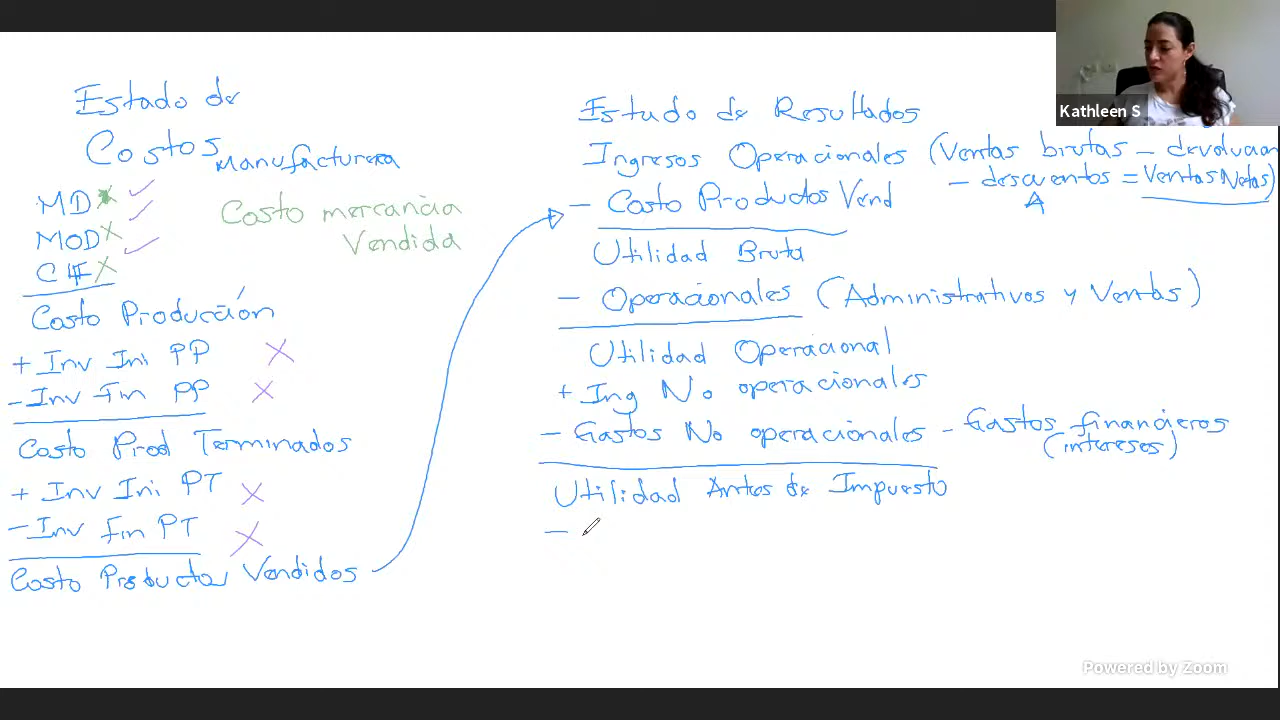 Estado de
Costos Manufacturera
MD
MOD
CIF
Costo mercancia
Vendida
Costo Producción
+ Inv Ini PP
- Inv Fin PP
Costo Prod Terminados
+ Inv Ini PT
- Inv Fin PT
Costo Productos Vendidos
Estado de Resultados
Ingresos Operacionales (Ventas brutas - devolucion
- descuentos = Ventas Netas)
- Costo Productos Vend
Utilidad Bruta
- Operacionales (Administrativos y Ventas)
Utilidad Operacional
+ Ing No operacionales
- Gastos No operacionales - Gastos financieros
(intereses)
Utilidad Antes de Impuesto
-
Kathleen S
Powered by Zoom